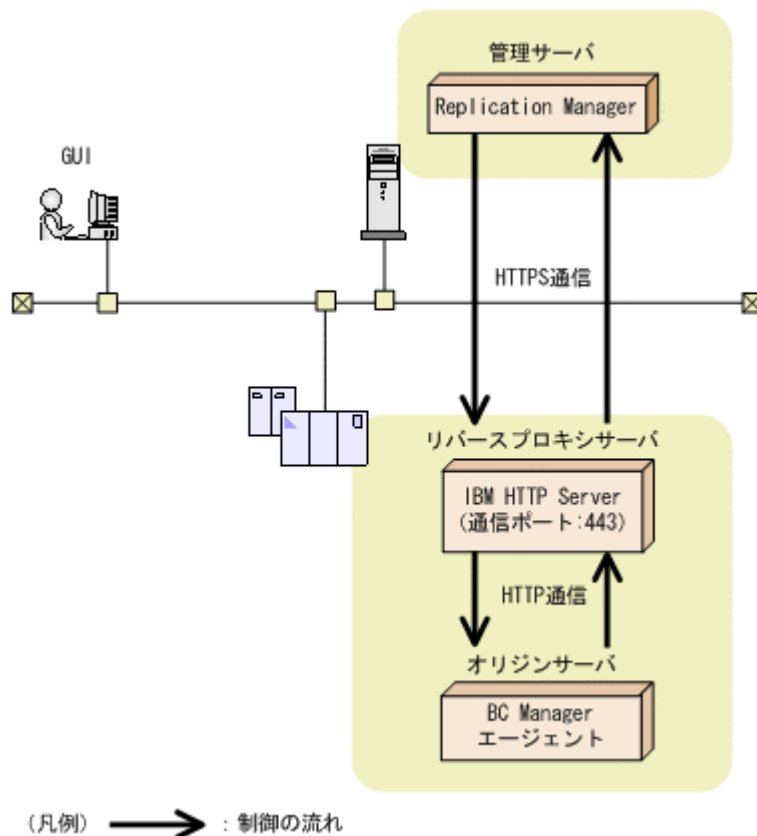 管理サーバ
Replication Manager
GUI
HTTPS通信
リバースプロキシサーバ
IBM HTTP Server
(通信ポート:443)
HTTP通信
オリジンサーバ
BC Manager
エージェント
(凡例)
: 制御の流れ